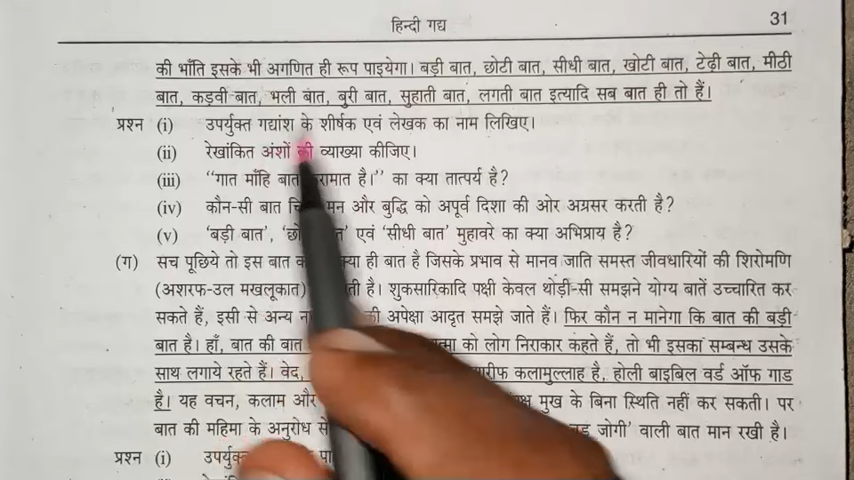 हिन्दी गद्य
31
की भाँति इसके भी अगणित ही रूप पाइयेगा। बड़ी बात, छोटी बात, सीधी बात, खोटी बात, टेढ़ी बात, मीठी
बात, कड़वी बात, भली बात, बुरी बात, सुहाती बात, लगती बात इत्यादि सब बात ही तो हैं।
प्रश्न (i) उपर्युक्त गद्यांश के शीर्षक एवं लेखक का नाम लिखिए।
(ii) रेखांकित अंशों की व्याख्या कीजिए।
(iii) ‘‘गात माँहि बात करामात है।’’ का क्या तात्पर्य है?
(iv) कौन-सी बात मन और बुद्धि को अपूर्व दिशा की ओर अग्रसर करती है?
(v) ‘बड़ी बात’, बात’ एवं ‘सीधी बात’ मुहावरे का क्या अभिप्राय है?
(ग) सच पूछिये तो इस बात क्या ही बात है जिसके प्रभाव से मानव जाति समस्त जीवधारियों की शिरोमणि
(अशरफ-उल मखलूकात) है। शुकसारिकादि पक्षी केवल थोड़ी-सी समझने योग्य बातें उच्चारित कर
सकते हैं, इसी से अन्य की अपेक्षा आदृत समझे जाते हैं। फिर कौन न मानेगा कि बात की बड़ी
बात है। हाँ, बात की बात को लोग निराकार कहते हैं, तो भी इसका सम्बन्ध उसके
साथ लगाये रहते हैं। वेद, कलामुल्लाह है, होली बाइबिल वर्ड ऑफ गाड
है। यह वचन, कलाम और मुख के बिना स्थिति नहीं कर सकती। पर
बात की महिमा के अनुरोध से जोगी’ वाली बात मान रखी है।
प्रश्न (i)